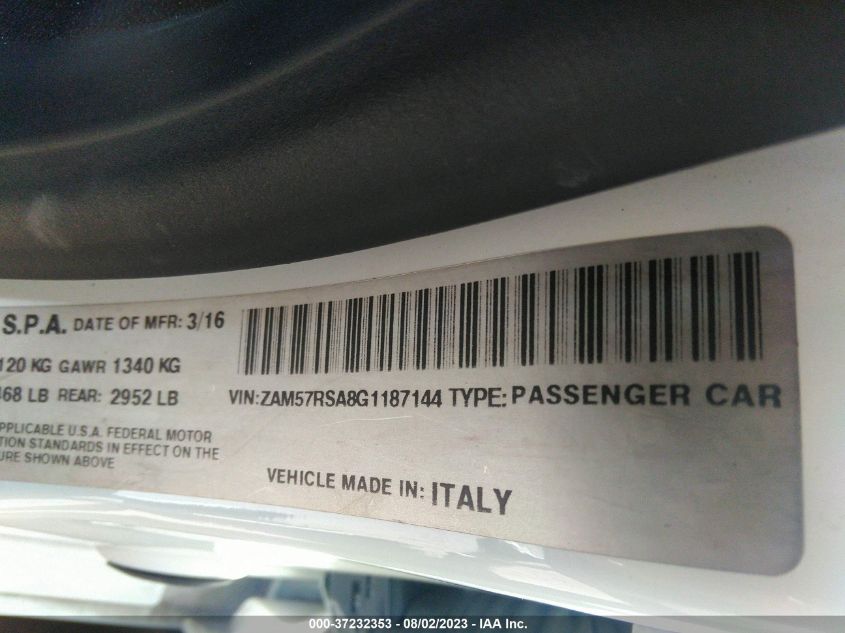 S.P.A. DATE OF MFR: 3/16
120 KG GAWR 1340 KG
468 LB REAR: 2952 LB
VIN:ZAM57RSA8G1187144 TYPE: PASSENGER CAR
APPLICABLE U.S.A. FEDERAL MOTOR
TION STANDARDS IN EFFECT ON THE
URE SHOWN ABOVE
VEHICLE MADE IN: ITALY
000-37232353 - 08/02/2023 - IAA Inc.